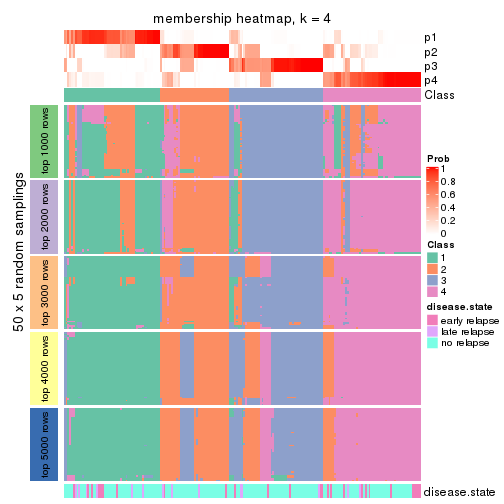 membership heatmap, k = 4
p1
p2
p3
p4
Class
50 x 5 random samplings
top 1000 rows
top 2000 rows
top 3000 rows
top 4000 rows
top 5000 rows
disease.state
Prob
1
0.8
0.6
0.4
0.2
0
Class
1
2
3
4
disease.state
early relapse
late relapse
no relapse